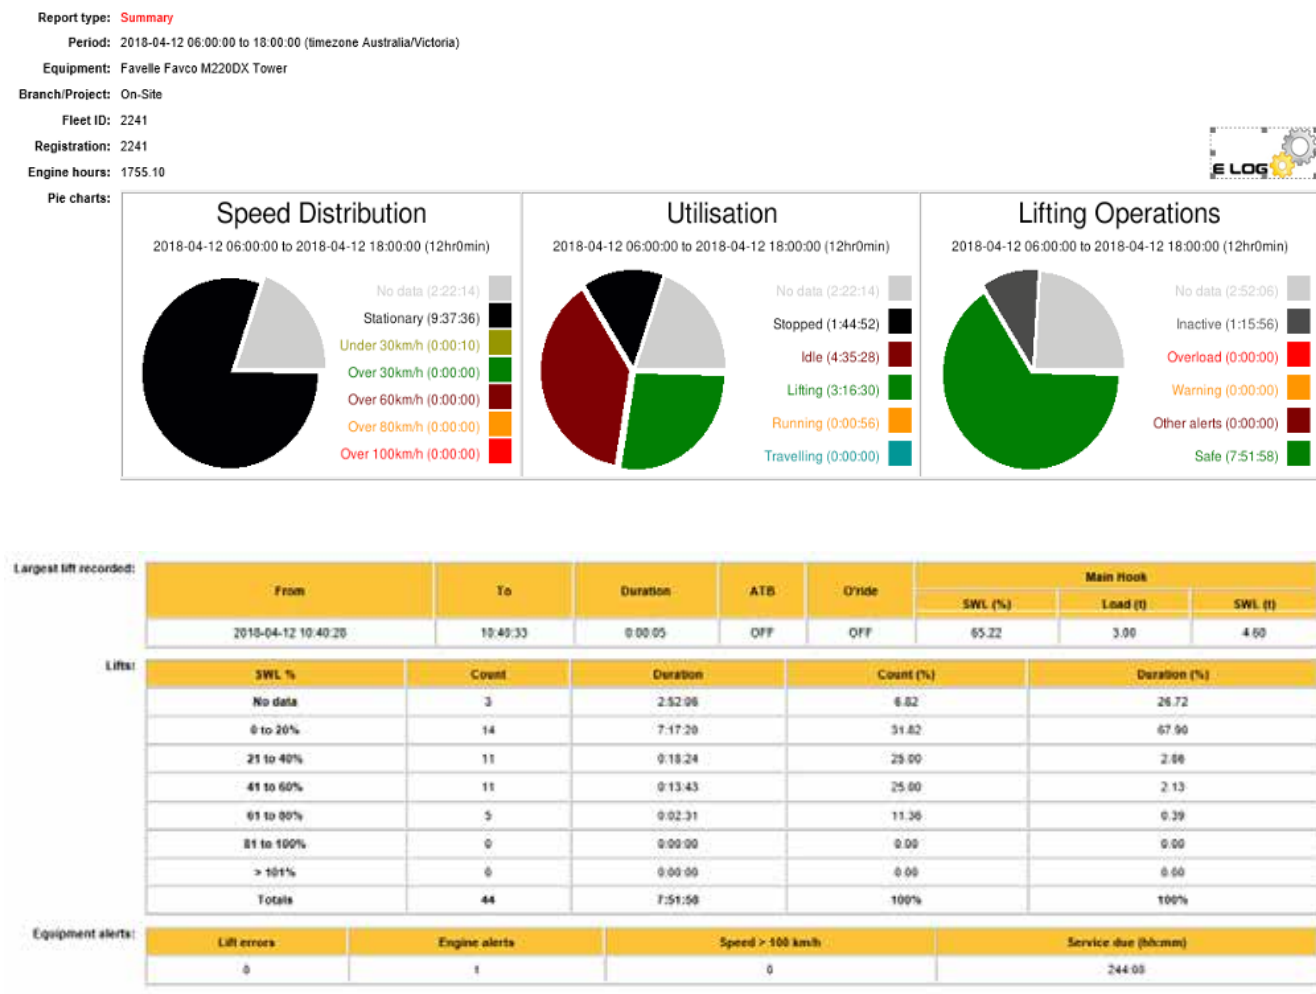 Report type: Summary
Period: 2018-04-12 06:00:00 to 18:00:00 (timezone Australia/Victoria)
Equipment: Favelle Favco M220DX Tower
Branch/Project: On-Site
Fleet ID: 2241
Registration: 2241
Engine hours: 1755.10
E LOG
Pie charts:
Speed Distribution
2018-04-12 06:00:00 to 2018-04-12 18:00:00 (12hr0min)
No data (2:22:14)
Stationary (9:37:36)
Under 30km/h (0:00:10)
Over 30km/h (0:00:00)
Over 60km/h (0:00:00)
Over 80km/h (0:00:00)
Over 100km/h (0:00:00)
Utilisation
2018-04-12 06:00:00 to 2018-04-12 18:00:00 (12hr0min)
No data (2:22:14)
Stopped (1:44:52)
Idle (4:35:28)
Lifting (3:16:30)
Running (0:00:56)
Travelling (0:00:00)
Lifting Operations
2018-04-12 06:00:00 to 2018-04-12 18:00:00 (12hr0min)
No data (2:52:06)
Inactive (1:15:56)
Overload (0:00:00)
Warning (0:00:00)
Other alerts (0:00:00)
Safe (7:51:58)
Largest lift recorded:
From To Duration ATB O'ride Main Hook
SWL (%) Load (t) SWL (t)
2018-04-12 10:40:28 10:40:33 0:00:05 OFF OFF 65.22 3.00 4.60
Lifts:
SWL % Count Duration Count (%) Duration (%)
No data 3 2:52:06 6.82 26.72
0 to 20% 14 7:17:20 31.82 67.90
21 to 40% 11 0:18:24 25.00 2.86
41 to 60% 11 0:13:43 25.00 2.13
61 to 80% 5 0:02:31 11.36 0.39
81 to 100% 0 0:00:00 0.00 0.00
> 101% 0 0:00:00 0.00 0.00
Totals 44 7:51:58 100% 100%
Equipment alerts:
Lift errors Engine alerts Speed > 100 km/h Service due (hh:mm)
0 1 0